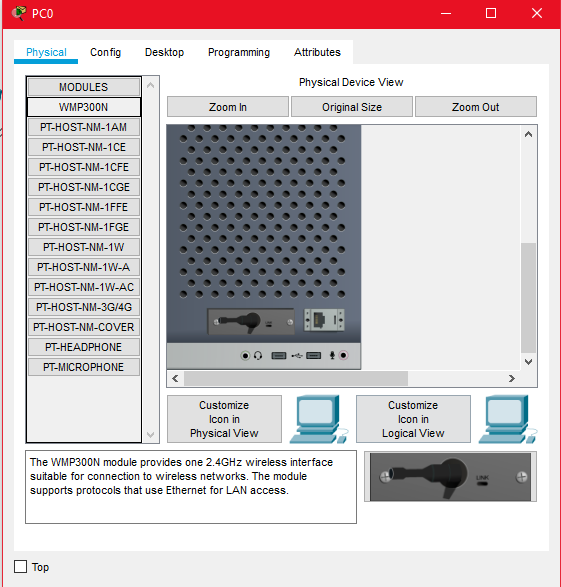 PC0
Physical
Config
Desktop
Programming
Attributes
MODULES
WMP300N
PT-HOST-NM-1AM
PT-HOST-NM-1CE
PT-HOST-NM-1CFE
PT-HOST-NM-1CGE
PT-HOST-NM-1FFE
PT-HOST-NM-1FGE
PT-HOST-NM-1W
PT-HOST-NM-1W-A
PT-HOST-NM-1W-AC
PT-HOST-NM-3G/4G
PT-HOST-NM-COVER
PT-HEADPHONE
PT-MICROPHONE
Physical Device View
Zoom In
Original Size
Zoom Out
Customize
Icon in
Physical View
Customize
Icon in
Logical View
The WMP300N module provides one 2.4GHz wireless interface
suitable for connection to wireless networks. The module
supports protocols that use Ethernet for LAN access.
LINK
Top